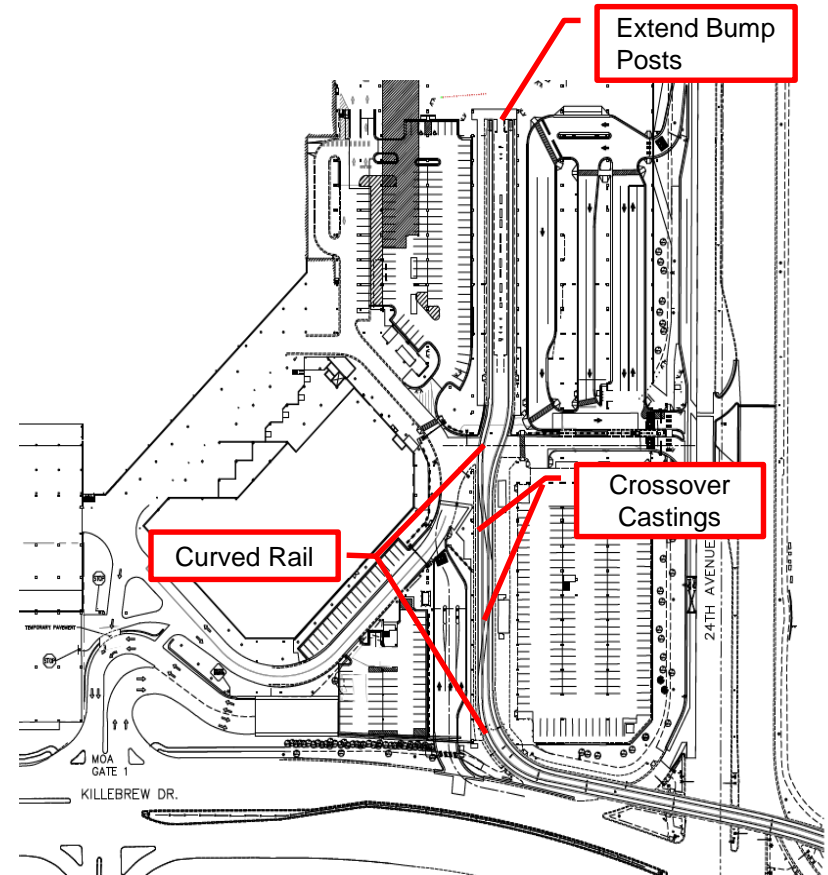 Extend Bump
Posts
Crossover
Castings
Curved Rail
24TH AVENUE
STOP
TEMPORARY PAVEMENT
STOP
MOA
GATE 1
KILLEBREW DR.